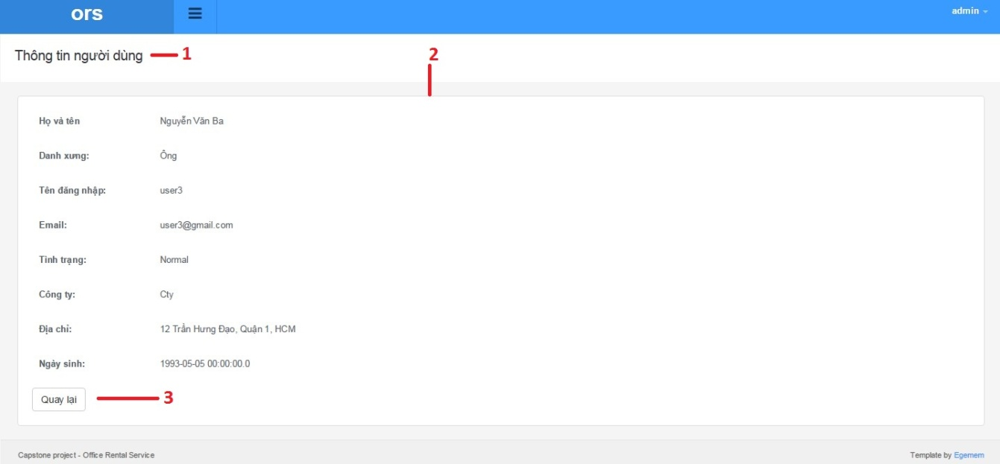 ors
admin
Thông tin người dùng 1
2
Họ và tên Nguyễn Văn Ba
Danh xưng: Ông
Tên đăng nhập: user3
Email: user3@gmail.com
Tình trạng: Normal
Công ty: Cty
Địa chỉ: 12 Trần Hưng Đạo, Quận 1, HCM
Ngày sinh: 1993-05-05 00:00:00.0
Quay lại 3
Capstone project - Office Rental Service Template by Egemem